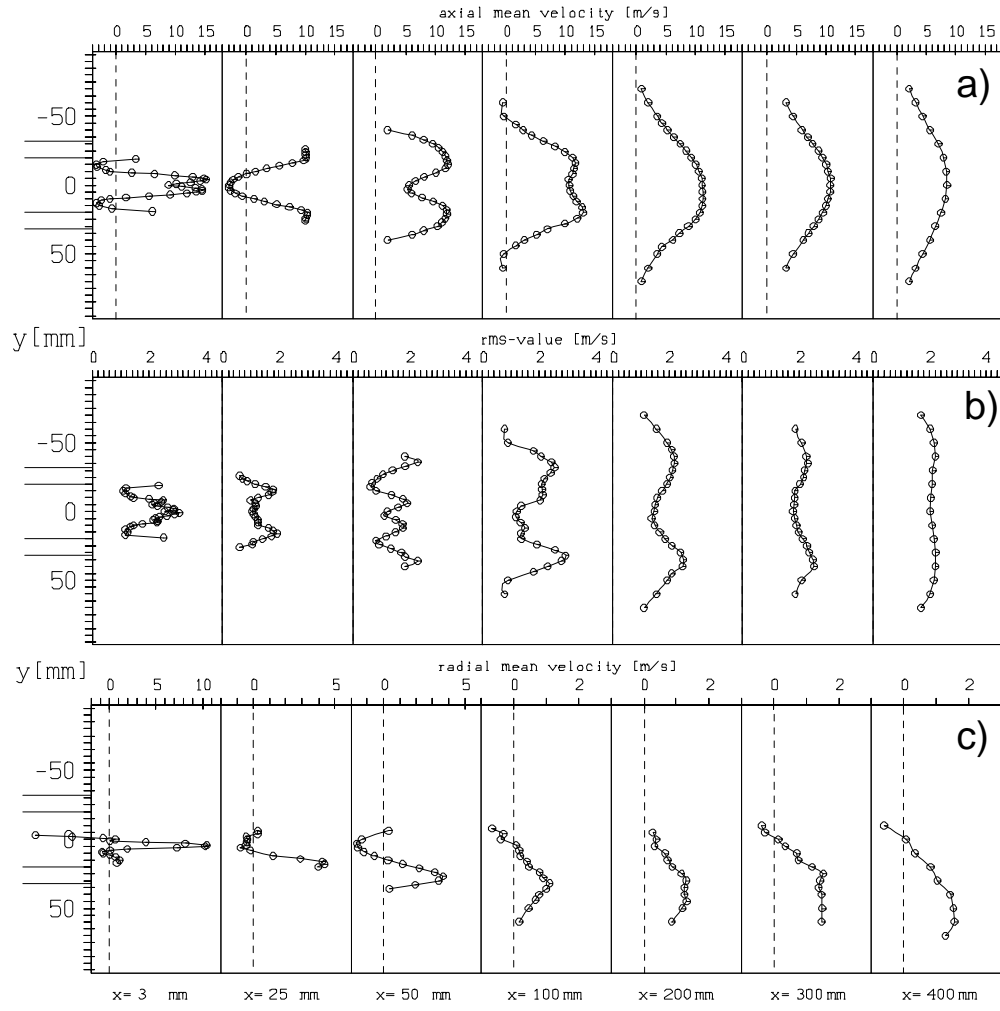 axial mean velocity [m/s]
0 5 10 15 0 5 10 15 0 5 10 15 0 5 10 15 0 5 10 15 0 5 10 15 0 5 10 15
a)
-50
0
50
y[mm]
rms-value [m/s]
0 2 4 0 2 4 0 2 4 0 2 4 0 2 4 0 2 4 0 2 4
b)
-50
0
50
y[mm]
radial mean velocity [m/s]
0 5 10 0 5 0 5 0 2 0 2 0 2 0 2
c)
-50
0
50
x= 3 mm x= 25 mm x= 50 mm x= 100 mm x= 200 mm x= 300 mm x= 400 mm